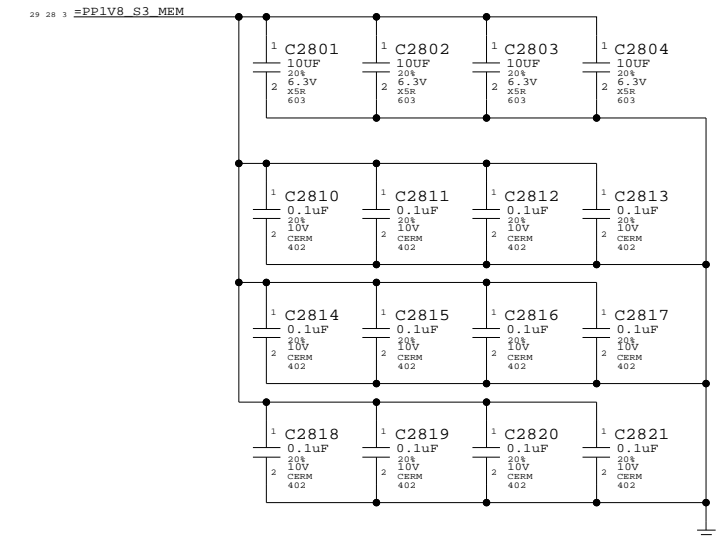 29 28 3 =PP1V8_S3_MEM
1 C2801
10UF
20%
6.3V
2 X5R
603
1 C2802
10UF
20%
6.3V
2 X5R
603
1 C2803
10UF
20%
6.3V
2 X5R
603
1 C2804
10UF
20%
6.3V
2 X5R
603
1 C2810
0.1uF
20%
10V
2 CERM
402
1 C2811
0.1uF
20%
10V
2 CERM
402
1 C2812
0.1uF
20%
10V
2 CERM
402
1 C2813
0.1uF
20%
10V
2 CERM
402
1 C2814
0.1uF
20%
10V
2 CERM
402
1 C2815
0.1uF
20%
10V
2 CERM
402
1 C2816
0.1uF
20%
10V
2 CERM
402
1 C2817
0.1uF
20%
10V
2 CERM
402
1 C2818
0.1uF
20%
10V
2 CERM
402
1 C2819
0.1uF
20%
10V
2 CERM
402
1 C2820
0.1uF
20%
10V
2 CERM
402
1 C2821
0.1uF
20%
10V
2 CERM
402